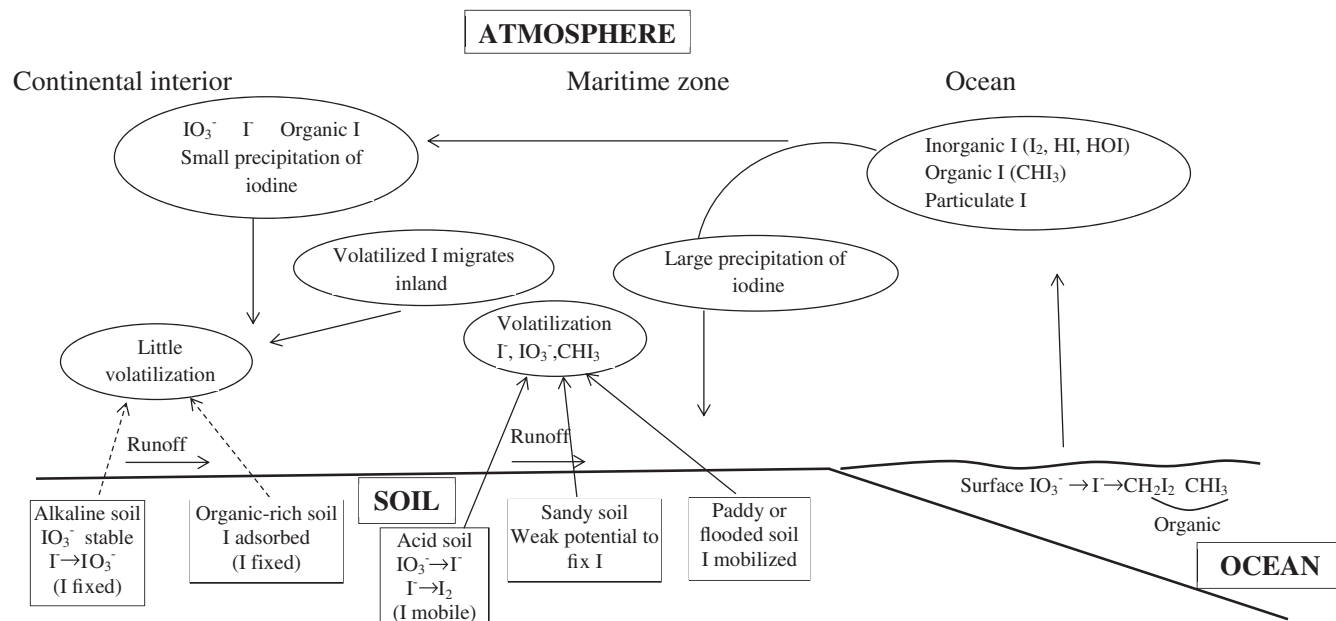 ATMOSPHERE
Continental interior
Maritime zone
Ocean
IO₃⁻ I⁻ Organic I
Small precipitation of
iodine
Inorganic I (I₂, HI, HOI)
Organic I (CHI₃)
Particulate I
Volatilized I migrates
inland
Large precipitation of
iodine
Volatilization
I⁻, IO₃⁻,CHI₃
Little
volatilization
Runoff
Runoff
Surface IO₃⁻→I⁻→CH₂I₂ CHI₃
Organic
SOIL
OCEAN
Alkaline soil
IO₃⁻ stable
I⁻→IO₃⁻
(I fixed)
Organic-rich soil
I adsorbed
(I fixed)
Acid soil
IO₃⁻→I⁻
I⁻→I₂
(I mobile)
Sandy soil
Weak potential to
fix I
Paddy or
flooded soil
I mobilized